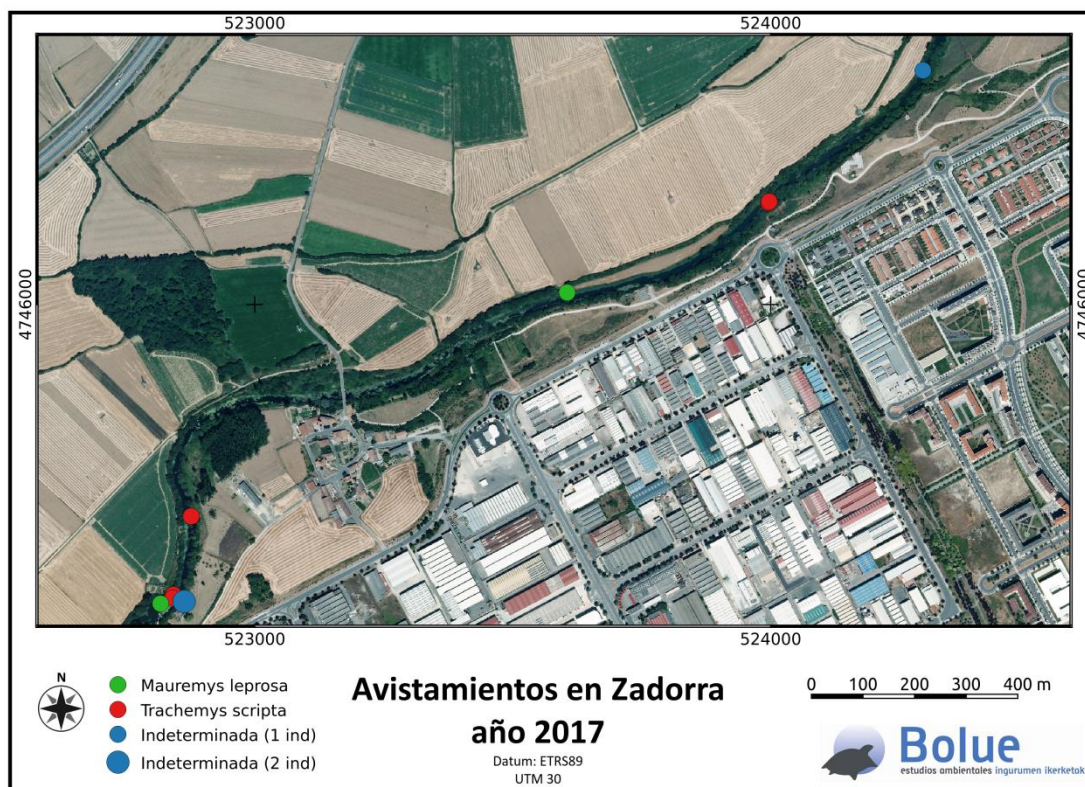 523000
524000
4746000
4746000
523000
524000
N
Mauremys leprosa
Trachemys scripta
Indeterminada (1 ind)
Indeterminada (2 ind)
Avistamientos en Zadorra
año 2017
Datum: ETRS89
UTM 30
0 100 200 300 400 m
Bolue
estudios ambientales ingurumen ikerketak